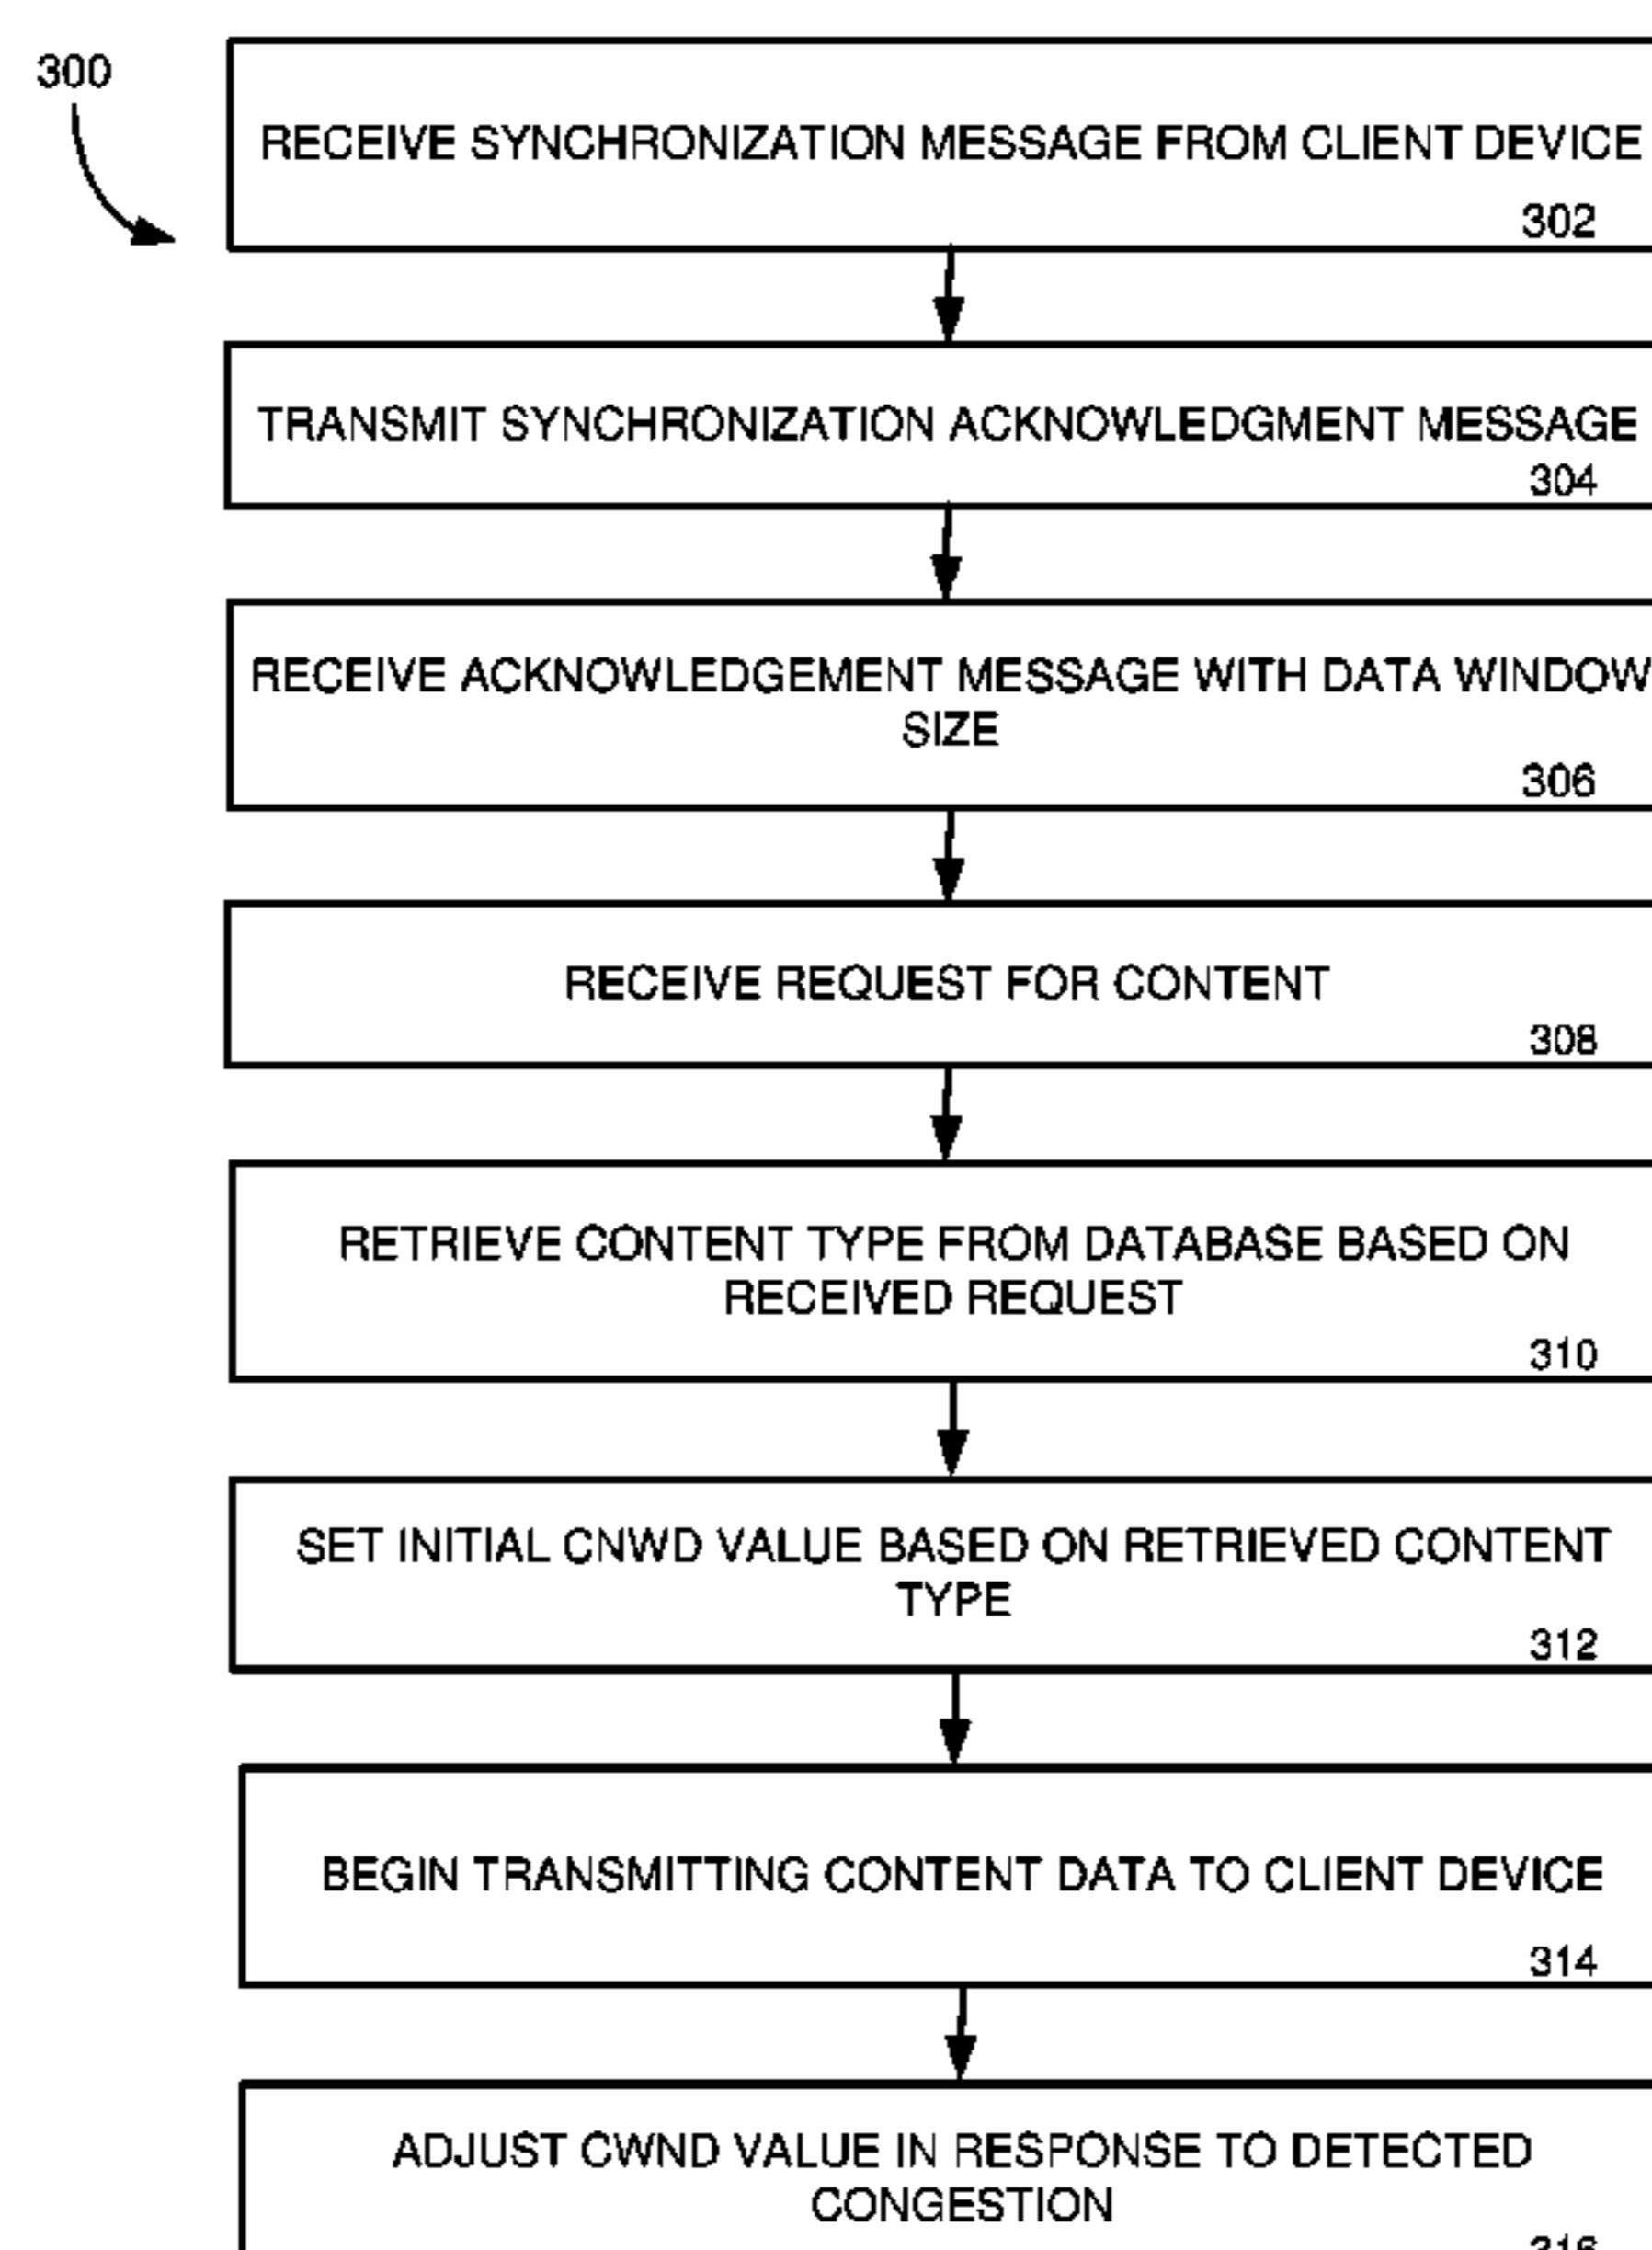 300
RECEIVE SYNCHRONIZATION MESSAGE FROM CLIENT DEVICE
302
TRANSMIT SYNCHRONIZATION ACKNOWLEDGMENT MESSAGE
304
RECEIVE ACKNOWLEDGEMENT MESSAGE WITH DATA WINDOW
SIZE
306
RECEIVE REQUEST FOR CONTENT
308
RETRIEVE CONTENT TYPE FROM DATABASE BASED ON
RECEIVED REQUEST
310
SET INITIAL CNWD VALUE BASED ON RETRIEVED CONTENT
TYPE
312
BEGIN TRANSMITTING CONTENT DATA TO CLIENT DEVICE
314
ADJUST CWND VALUE IN RESPONSE TO DETECTED
CONGESTION
316